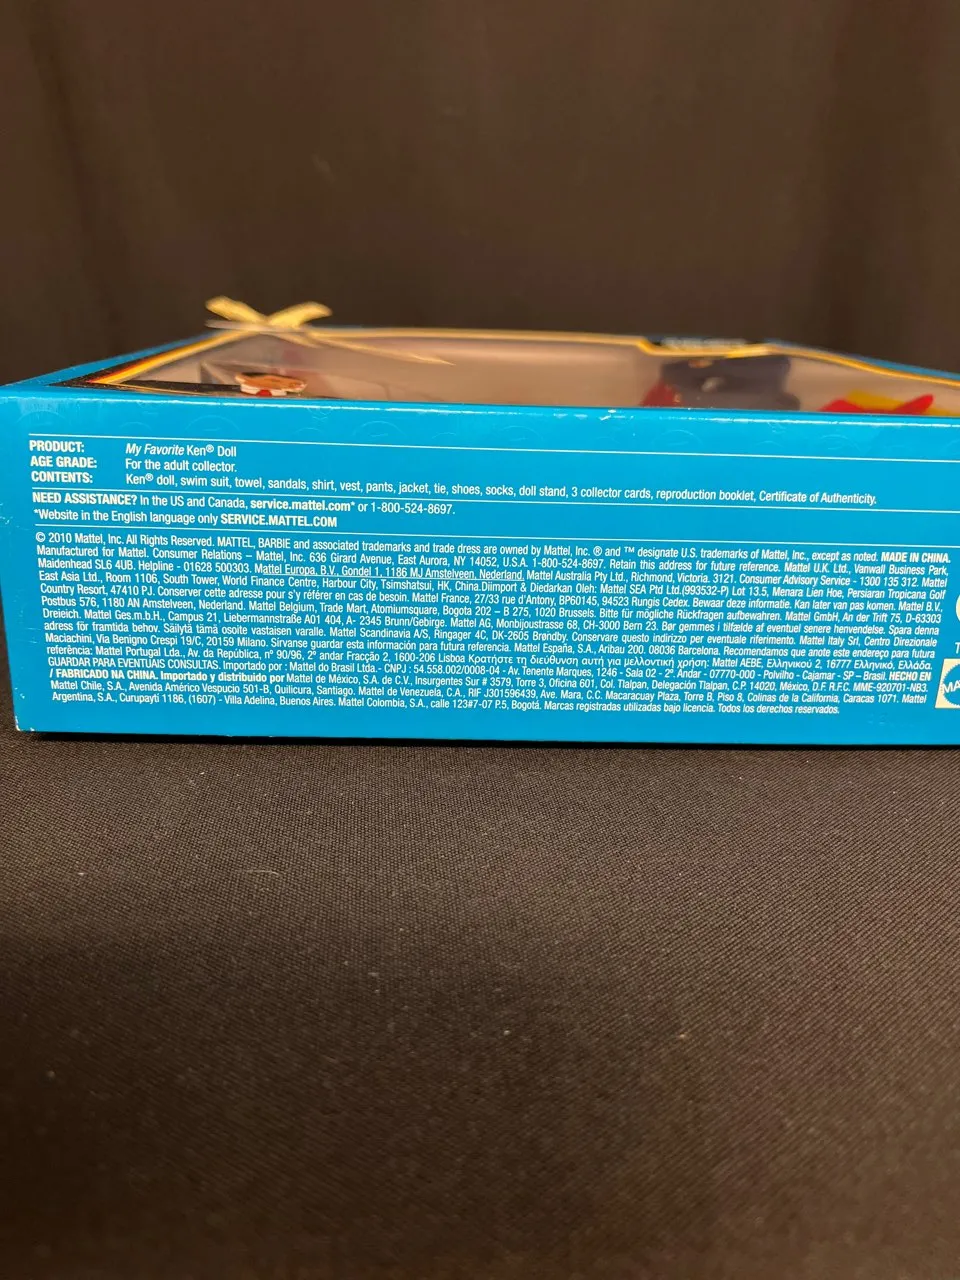 PRODUCT: My Favorite Ken® Doll
AGE GRADE: For the adult collector.
CONTENTS: Ken® doll, swim suit, towel, sandals, shirt, vest, pants, jacket, tie, shoes, socks, doll stand, 3 collector cards, reproduction booklet, Certificate of Authenticity.
NEED ASSISTANCE? In the US and Canada, service.mattel.com* or 1-800-524-8697.
*Website in the English language only SERVICE.MATTEL.COM
© 2010 Mattel, Inc. All Rights Reserved. MATTEL, BARBIE and associated trademarks and trade dress are owned by Mattel, Inc. ® and ™ designate U.S. trademarks of Mattel, Inc., except as noted. MADE IN CHINA.
Manufactured for Mattel. Consumer Relations – Mattel, Inc. 636 Girard Avenue, East Aurora, NY 14052, U.S.A. 1-800-524-8697. Retain this address for future reference. Mattel U.K. Ltd., Vanwall Business Park,
Maidenhead SL6 4UB. Helpline - 01628 500303. Mattel Europa, B.V., Gondel 1, 1186 MJ Amstelveen, Nederland. Mattel Australia Pty Ltd., Richmond, Victoria. 3121. Consumer Advisory Service - 1300 135 312. Mattel
East Asia Ltd., Room 1106, South Tower, World Finance Centre, Harbour City, Tsimshatsui, HK, China.Diimport & Diedarkan Oleh: Mattel SEA Ptd Ltd.(993532-P) Lot 13.5, Menara Lien Hoe, Persiaran Tropicana Golf
Country Resort, 47410 PJ. Conserver cette adresse pour s'y référer en cas de besoin. Mattel France, 27/33 rue d'Antony, BP60145, 94523 Rungis Cedex. Bewaar deze informatie. Kan later van pas komen. Mattel B.V.,
Postbus 576, 1180 AN Amstelveen, Nederland. Mattel Belgium, Trade Mart, Atomiumsquare, Bogota 202 – B 275, 1020 Brussels. Bitte für mögliche Rückfragen aufbewahren. Mattel GmbH, An der Trift 75, D-63303
Dreieich. Mattel Ges.m.b.H., Campus 21, Liebermannstraße A01 404, A- 2345 Brunn/Gebirge. Mattel AG, Monbijoustrasse 68, CH-3000 Bern 23. Bør gemmes i tilfælde af eventuel senere henvendelse. Spara denna
adress för framtida behov. Säilytä tämä osoite vastaisen varalle. Mattel Scandinavia A/S, Ringager 4C, DK-2605 Brøndby. Conservare questo indirizzo per eventuale riferimento. Mattel Italy Srl, Centro Direzionale
Maciachini, Via Benigno Crespi 19/C, 20159 Milano. Sirvanse guardar esta información para futura referencia. Mattel España, S.A., Aribau 200. 08036 Barcelona. Recomendamos que anote este endereço para futura
referência: Mattel Portugal Ltda., Av. da República, nº 90/96, 2º andar Fracção 2, 1600-206 Lisboa Κρατήστε τη διεύθυνση αυτή για μελλοντική χρήση: Mattel AEBE, Ελληνικού 2, 16777 Ελληνικό, Ελλάδα.
GUARDAR PARA EVENTUAIS CONSULTAS. Importado por : Mattel do Brasil Ltda.- CNPJ : 54.558.002/0008-04 - Av. Tenente Marques, 1246 - Sala 02 - 2º. Andar - 07770-000 - Polvilho - Cajamar - SP – Brasil. HECHO EN
/ FABRICADO NA CHINA. Importado y distribuido por Mattel de México, S.A. de C.V., Insurgentes Sur # 3579, Torre 3, Oficina 601, Col. Tlalpan, Delegación Tlalpan, C.P. 14020, México, D.F. R.F.C. MME-920701-NB3.
Mattel Chile, S.A., Avenida Américo Vespucio 501-B, Quilicura, Santiago. Mattel de Venezuela, C.A., RIF J301596439, Ave. Mara, C.C. Macaracuay Plaza, Torre B, Piso 8, Colinas de la California, Caracas 1071. Mattel
Argentina, S.A., Curupaytí 1186, (1607) - Villa Adelina, Buenos Aires. Mattel Colombia, S.A., calle 123#7-07 P.5, Bogotá. Marcas registradas utilizadas bajo licencia. Todos los derechos reservados.